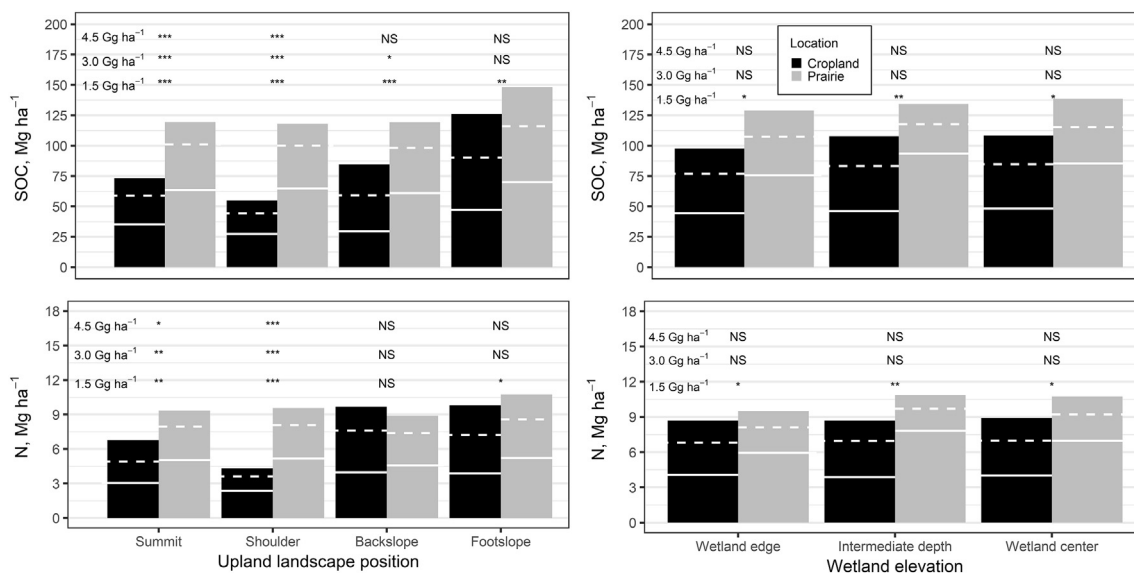 200
4.5 Gg ha⁻¹ *** *** NS NS
175
3.0 Gg ha⁻¹ *** *** * NS
150
1.5 Gg ha⁻¹ *** *** *** **
125
100
75
50
25
0
SOC, Mg ha⁻¹
200
4.5 Gg ha⁻¹ NS NS NS
175
3.0 Gg ha⁻¹ NS NS NS
150
1.5 Gg ha⁻¹ * ** *
125
100
75
50
25
0
SOC, Mg ha⁻¹
Location
Cropland
Prairie
18
4.5 Gg ha⁻¹ * *** NS NS
15
3.0 Gg ha⁻¹ ** *** NS NS
12
1.5 Gg ha⁻¹ ** *** NS *
9
6
3
0
N, Mg ha⁻¹
Summit Shoulder Backslope Footslope
Upland landscape position
18
4.5 Gg ha⁻¹ NS NS NS
15
3.0 Gg ha⁻¹ NS NS NS
12
1.5 Gg ha⁻¹ * ** *
9
6
3
0
N, Mg ha⁻¹
Wetland edge Intermediate depth Wetland center
Wetland elevation